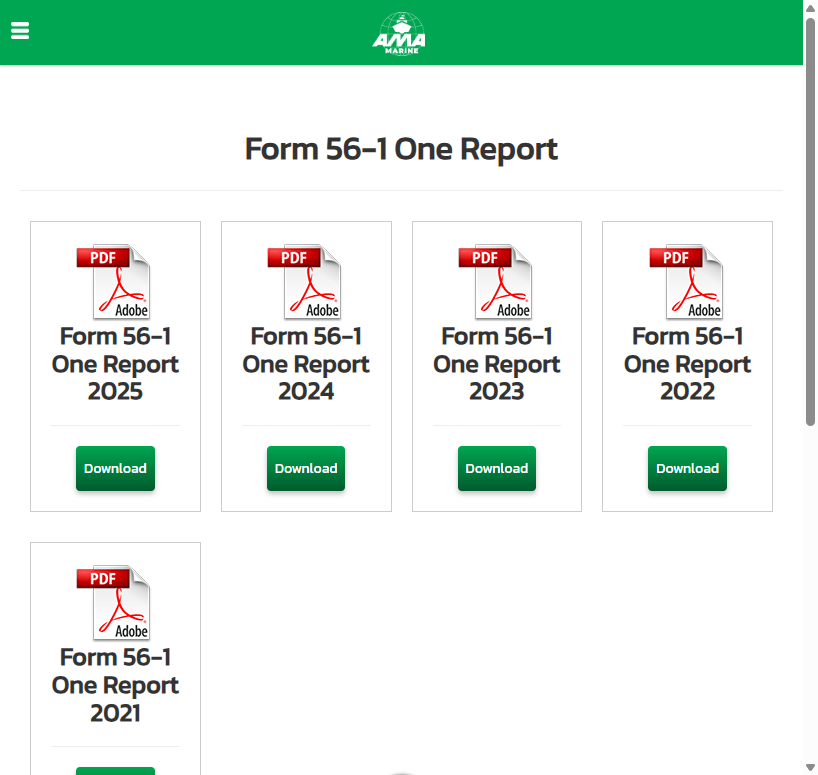 AMA
MARINE
Form 56-1 One Report
PDF
Adobe
Form 56-1
One Report
2025
Download
PDF
Adobe
Form 56-1
One Report
2024
Download
PDF
Adobe
Form 56-1
One Report
2023
Download
PDF
Adobe
Form 56-1
One Report
2022
Download
PDF
Adobe
Form 56-1
One Report
2021